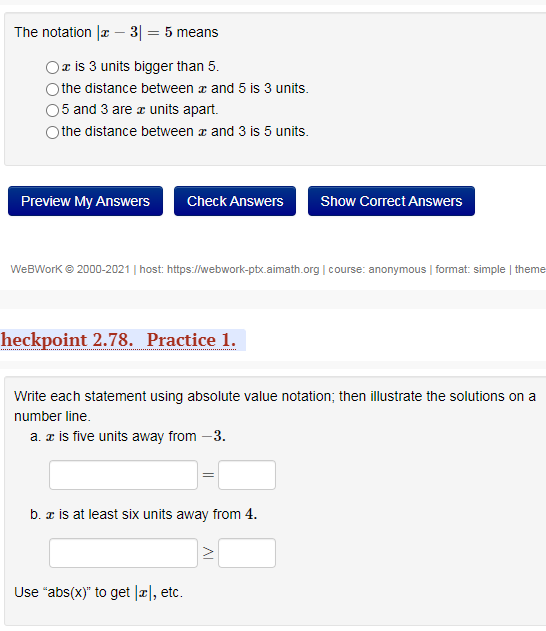 The notation |x − 3| = 5 means
x is 3 units bigger than 5.
the distance between x and 5 is 3 units.
5 and 3 are x units apart.
the distance between x and 3 is 5 units.
Preview My Answers Check Answers Show Correct Answers
WeBWorK © 2000-2021 | host: https://webwork-ptx.aimath.org | course: anonymous | format: simple | theme
heckpoint 2.78. Practice 1.
Write each statement using absolute value notation; then illustrate the solutions on a
number line.
a. x is five units away from −3.
=
b. x is at least six units away from 4.
≥
Use “abs(x)” to get |x|, etc.